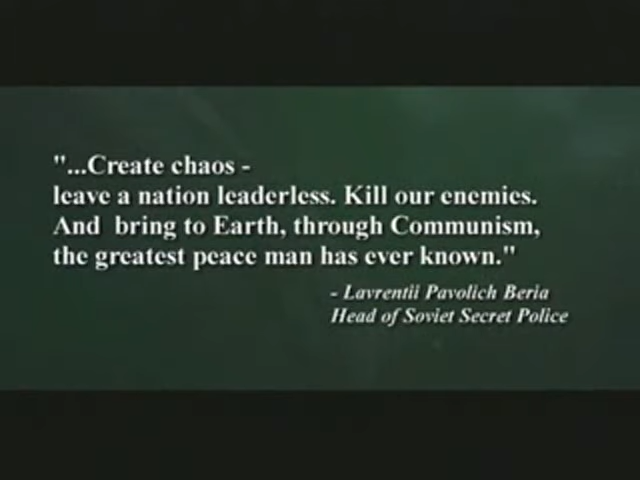 "...Create chaos -
leave a nation leaderless. Kill our enemies.
And bring to Earth, through Communism,
the greatest peace man has ever known."
- Lavrentii Pavolich Beria
Head of Soviet Secret Police